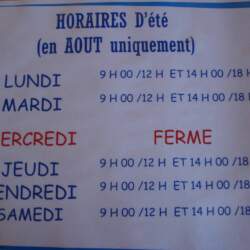 HORAIRES D'été
(en AOUT uniquement)
LUNDI 9 H 00 /12 H ET 14 H 00 /18 H
MARDI 9 H 00 /12 H ET 14 H 00 /18
ERCREDI FERME
JEUDI 9 H 00 /12 H ET 14 H 00 /18
ENDREDI 9 H 00 /12 H ET 14 H 00 /18
SAMEDI 9 H 00 /12 H ET 14 H 00 /18